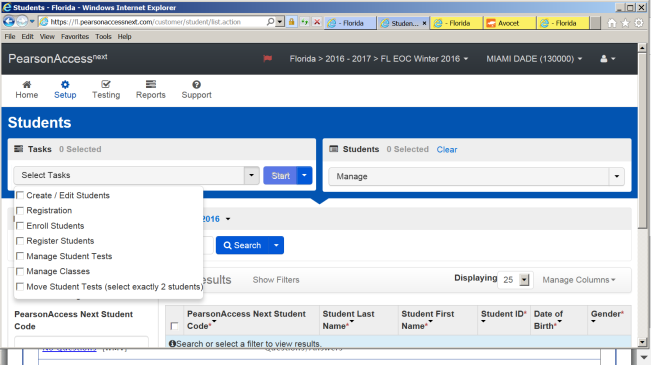 Students - Florida - Windows Internet Explorer
https://fl.pearsonaccessnext.com/customer/student/list.action
- Florida
Studen...
- Florida
Avocet
- Florida
File Edit View Favorites Tools Help
PearsonAccess next
Florida > 2016 - 2017 > FL EOC Winter 2016
MIAMI DADE (130000)
Home Setup Testing Reports Support
Students
Tasks 0 Selected
Students 0 Selected Clear
Select Tasks
Start
Manage
Create / Edit Students
Registration
Enroll Students
Register Students
Manage Student Tests
Manage Classes
Move Student Tests (select exactly 2 students)
2016
Search
Show Filters
Displaying 25
Manage Columns
PearsonAccess Next Student Code
PearsonAccess Next Student Code*
Student Last Name*
Student First Name*
Student ID*
Date of Birth*
Gender*
Search or select a filter to view results.